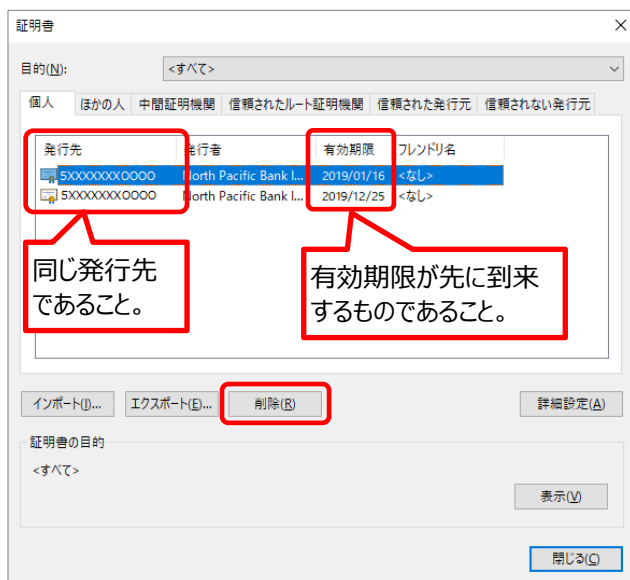 証明書
目的(N): <すべて>
個人 ほかの人 中間証明機関 信頼されたルート証明機関 信頼された発行元 信頼されない発行元
発行先 発行者 有効期限 フレンドリ名
5XXXXXXX0000 North Pacific Bank I... 2019/01/16 <なし>
5XXXXXXX0000 North Pacific Bank I... 2019/12/25 <なし>
同じ発行先
であること。
有効期限が先に到来
するものであること。
インポート(I)... エクスポート(E)... 削除(R) 詳細設定(A)
証明書の目的
<すべて>
表示(V)
閉じる(C)